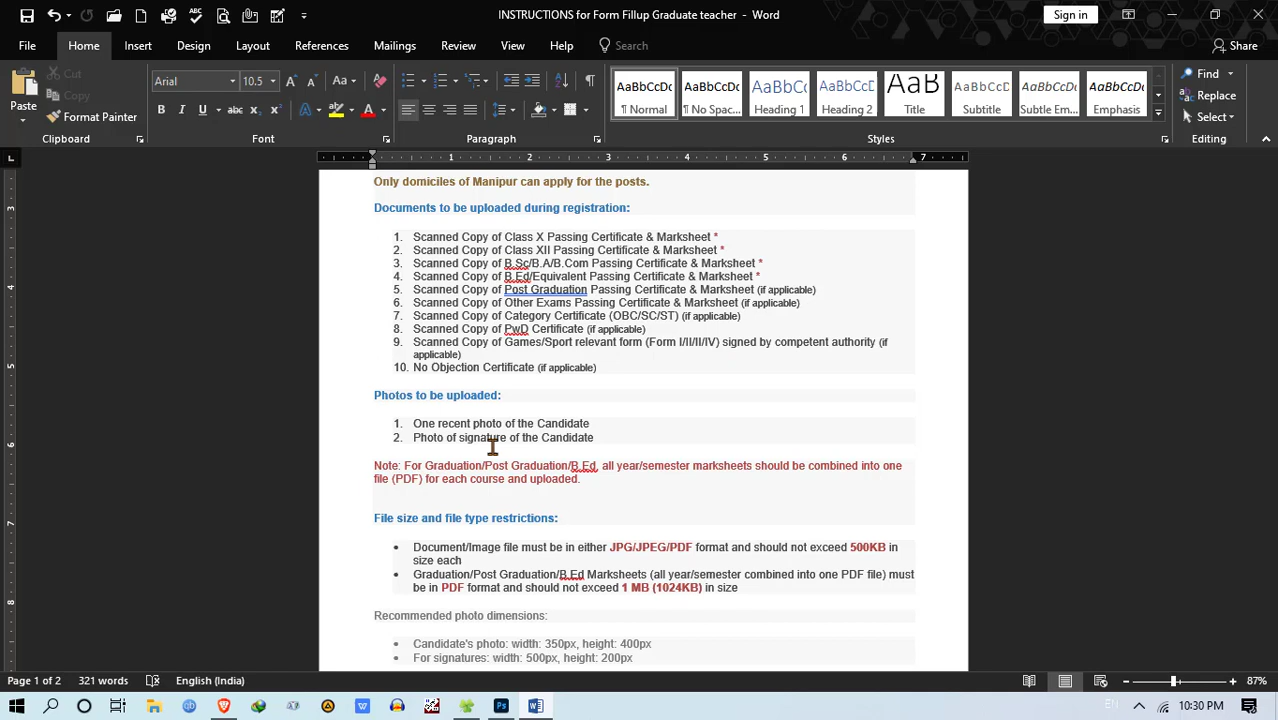 INSTRUCTIONS for Form Fillup Graduate teacher - Word
Sign in
File Home Insert Design Layout References Mailings Review View Help Search Share
Paste
Cut
Copy
Format Painter
Clipboard
Arial 10.5
Font
Paragraph
AaBbCcDc AaBbCcDc AaBbCcDc AaBbCcDc AaB AaBbCcDc AaBbCcDc AaBbCcDc
¶ Normal ¶ No Spac... Heading 1 Heading 2 Title Subtitle Subtle Em... Emphasis
Styles
Find
Replace
Select
Editing
1 2 3 4 5 6 7
Only domiciles of Manipur can apply for the posts.
Documents to be uploaded during registration:
1. Scanned Copy of Class X Passing Certificate & Marksheet *
2. Scanned Copy of Class XII Passing Certificate & Marksheet *
3. Scanned Copy of B.Sc/B.A/B.Com Passing Certificate & Marksheet *
4. Scanned Copy of B.Ed/Equivalent Passing Certificate & Marksheet *
5. Scanned Copy of Post Graduation Passing Certificate & Marksheet (if applicable)
6. Scanned Copy of Other Exams Passing Certificate & Marksheet (if applicable)
7. Scanned Copy of Category Certificate (OBC/SC/ST) (if applicable)
8. Scanned Copy of PwD Certificate (if applicable)
9. Scanned Copy of Games/Sport relevant form (Form I/II/II/IV) signed by competent authority (if
applicable)
10. No Objection Certificate (if applicable)
Photos to be uploaded:
1. One recent photo of the Candidate
2. Photo of signature of the Candidate
Note: For Graduation/Post Graduation/B.Ed, all year/semester marksheets should be combined into one
file (PDF) for each course and uploaded.
File size and file type restrictions:
• Document/Image file must be in either JPG/JPEG/PDF format and should not exceed 500KB in
size each
• Graduation/Post Graduation/B.Ed Marksheets (all year/semester combined into one PDF file) must
be in PDF format and should not exceed 1 MB (1024KB) in size
Recommended photo dimensions:
• Candidate's photo: width: 350px, height: 400px
• For signatures: width: 500px, height: 200px
Page 1 of 2 321 words English (India) 87%
EN 10:30 PM